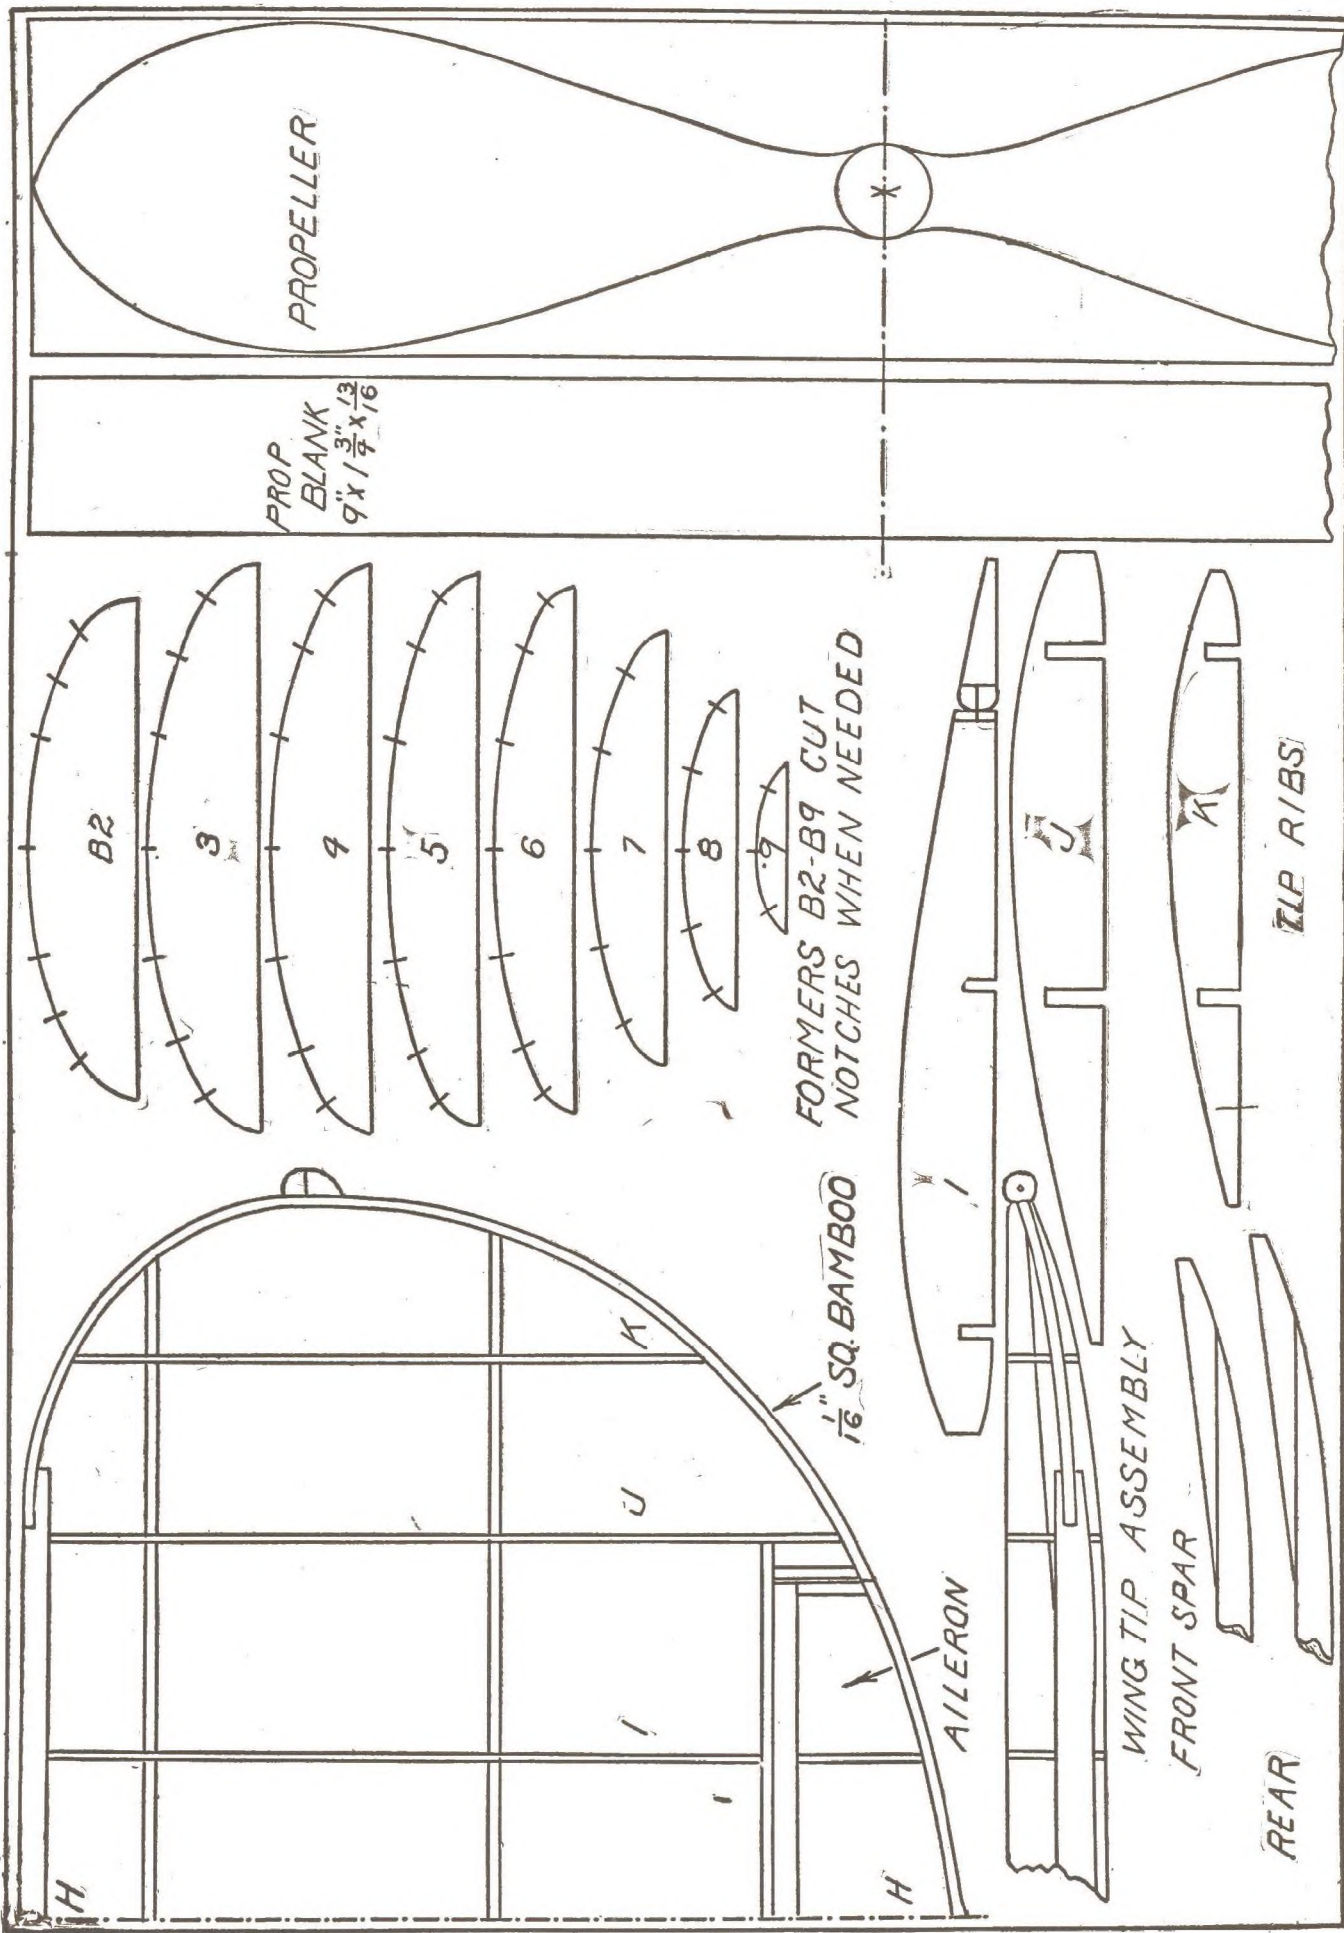 PROPELLER
PROP
BLANK
9" x 1 3/4" x 13/16
B2
3
4
5
6
7
8
9
FORMERS B2-B9 CUT
NOTCHES WHEN NEEDED
H
I
J
K
H
1/16" SQ. BAMBOO
AILERON
I
J
K
TIP RIBS
WING TIP ASSEMBLY
FRONT SPAR
REAR